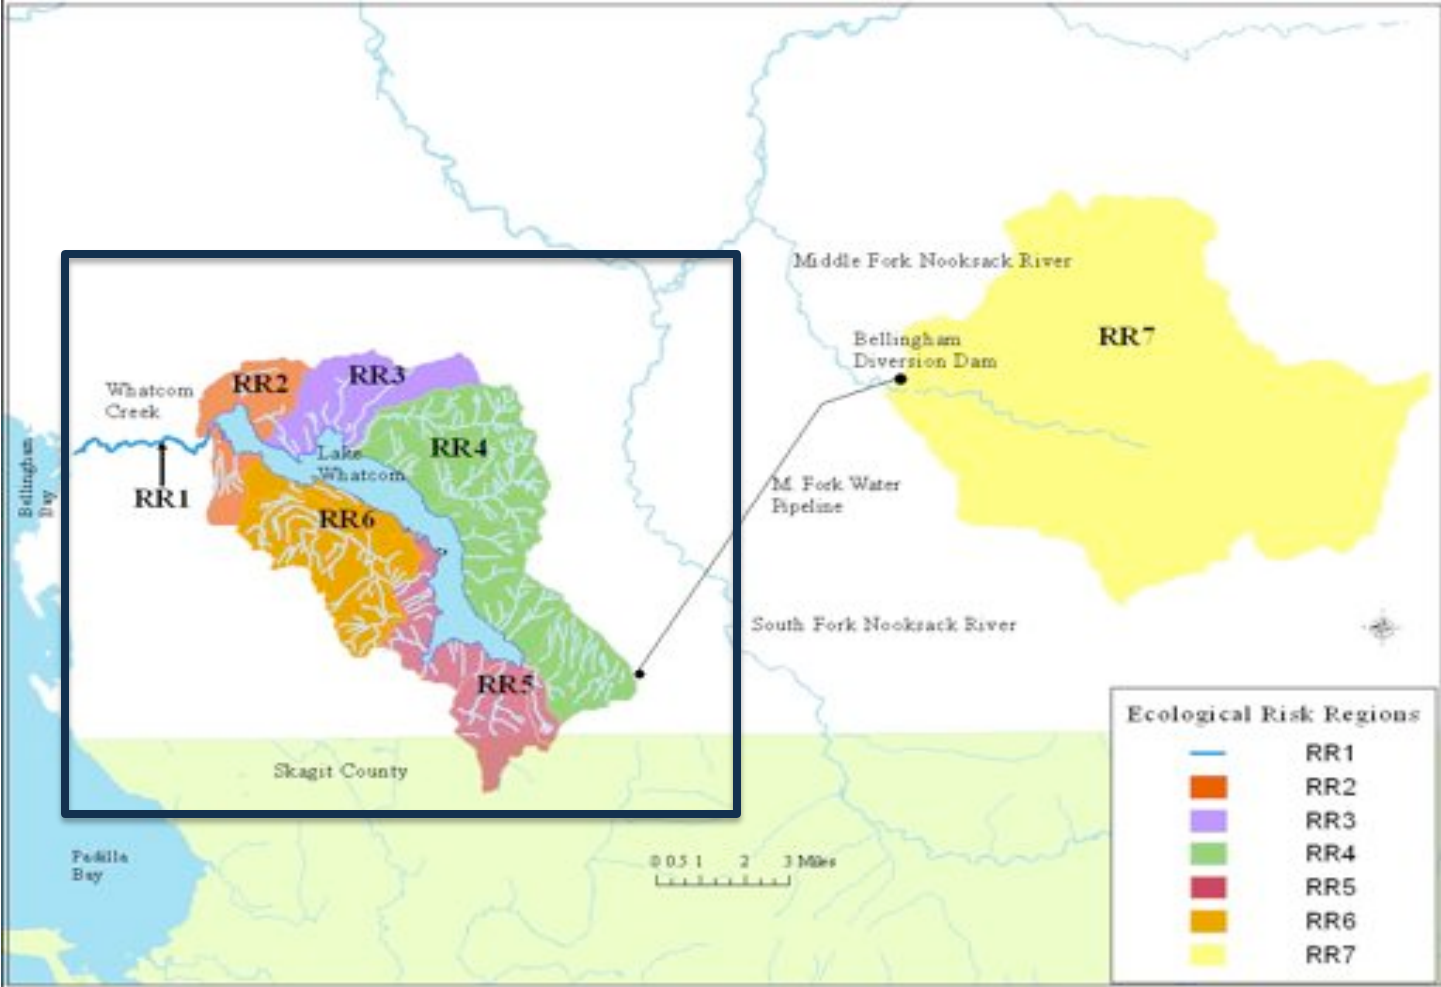 Middle Fork Nooksack River
RR7
Bellingham
Diversion Dam
RR2
RR3
Whatcom
Creek
RR4
Lake
Whatcom
Bellingham
Bay
RR1
M. Fork Water
Pipeline
RR6
South Fork Nooksack River
RR5
Skagit County
Padilla
Bay
0 0.5 1 2 3 Miles
Ecological Risk Regions
RR1
RR2
RR3
RR4
RR5
RR6
RR7